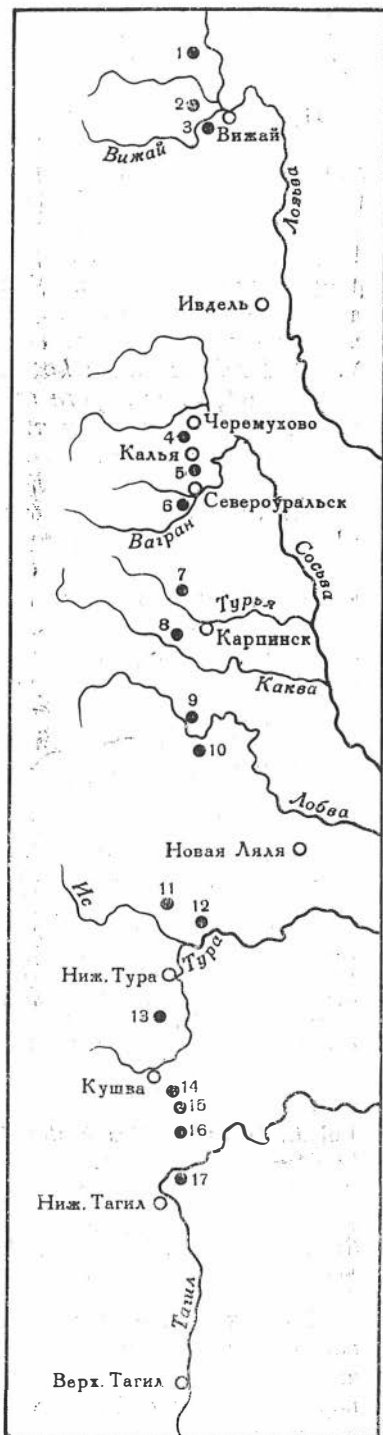 1
2
3
Вижай
Вижай
Лозьва
Ивдель
Черемухово
4
Калья
5
Североуральск
6
Вагран
Сосьва
7
Турья
8
Карпинск
Каква
9
10
Лобва
Новая Ляля
11
Ис
12
Тура
Ниж. Тура
13
Кушва
14
15
16
17
Ниж. Тагил
Тагил
Верх. Тагил